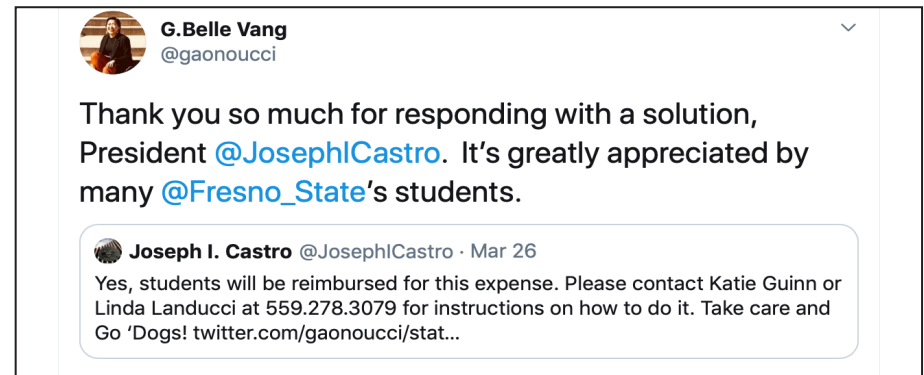 G.Belle Vang
@gaonoucci
Thank you so much for responding with a solution,
President @JosephICastro.  It’s greatly appreciated by
many @Fresno_State’s students.
Joseph I. Castro @JosephICastro · Mar 26
Yes, students will be reimbursed for this expense. Please contact Katie Guinn or
Linda Landucci at 559.278.3079 for instructions on how to do it. Take care and
Go ‘Dogs! twitter.com/gaonoucci/stat...